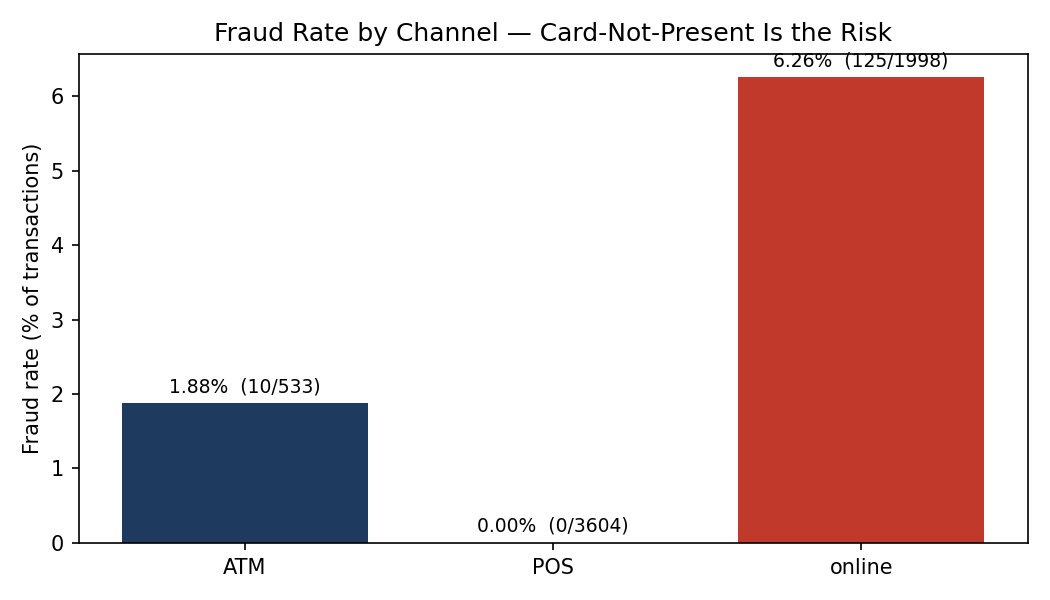 Fraud Rate by Channel — Card-Not-Present Is the Risk
Fraud rate (% of transactions)
6
5
4
3
2
1
0
1.88%  (10/533)
0.00%  (0/3604)
6.26%  (125/1998)
ATM
POS
online